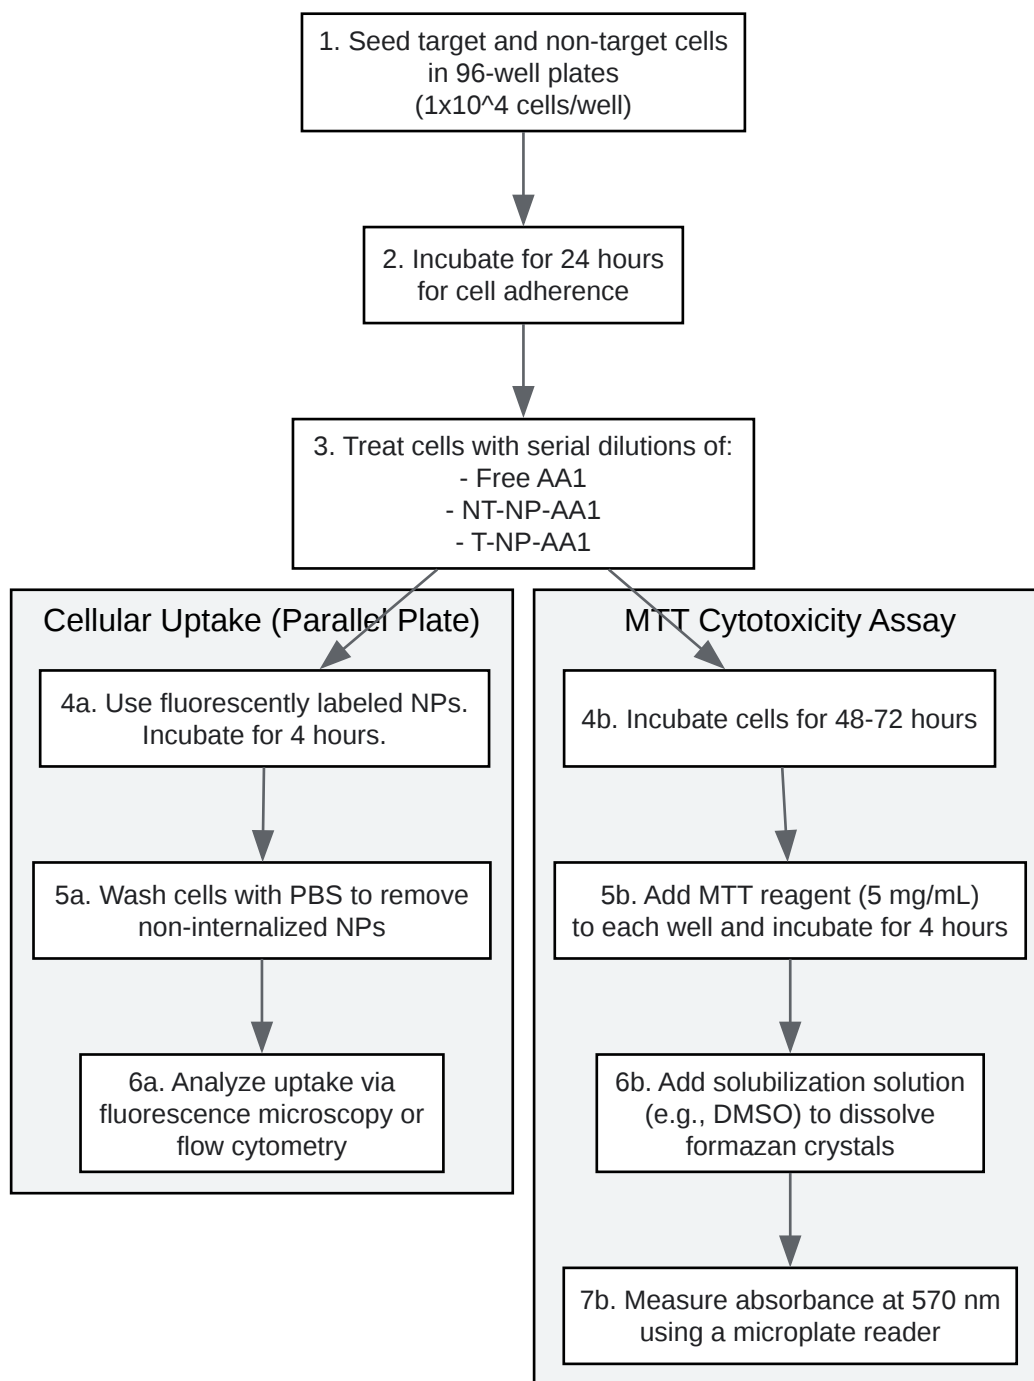 1. Seed target and non-target cells
in 96-well plates
(1x10^4 cells/well)
2. Incubate for 24 hours
for cell adherence
3. Treat cells with serial dilutions of:
- Free AA1
- NT-NP-AA1
- T-NP-AA1
Cellular Uptake (Parallel Plate)
4a. Use fluorescently labeled NPs.
Incubate for 4 hours.
5a. Wash cells with PBS to remove
non-internalized NPs
6a. Analyze uptake via
fluorescence microscopy or
flow cytometry
MTT Cytotoxicity Assay
4b. Incubate cells for 48-72 hours
5b. Add MTT reagent (5 mg/mL)
to each well and incubate for 4 hours
6b. Add solubilization solution
(e.g., DMSO) to dissolve
formazan crystals
7b. Measure absorbance at 570 nm
using a microplate reader